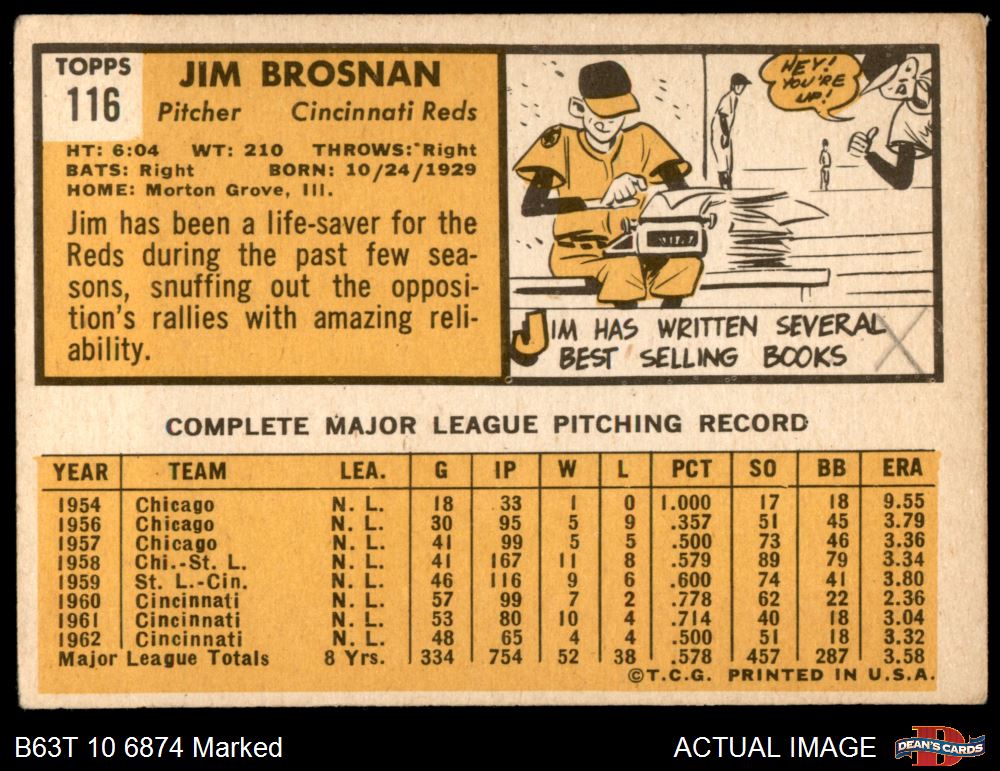 TOPPS
116
JIM BROSNAN
Pitcher Cincinnati Reds
HT: 6:04 WT: 210 THROWS: Right
BATS: Right BORN: 10/24/1929
HOME: Morton Grove, Ill.
Jim has been a life-saver for the
Reds during the past few sea-
sons, snuffing out the opposi-
tion's rallies with amazing reli-
ability.
HEY!
YOU'RE
UP!
JIM HAS WRITTEN SEVERAL
BEST SELLING BOOKS
COMPLETE MAJOR LEAGUE PITCHING RECORD
YEAR TEAM LEA. G IP W L PCT SO BB ERA
1954 Chicago N. L. 18 33 1 0 1.000 17 18 9.55
1956 Chicago N. L. 30 95 5 9 .357 51 45 3.79
1957 Chicago N. L. 41 99 5 5 .500 73 46 3.36
1958 Chi.-St. L. N. L. 41 167 11 8 .579 89 79 3.34
1959 St. L.-Cin. N. L. 46 116 9 6 .600 74 41 3.80
1960 Cincinnati N. L. 57 99 7 2 .778 62 22 2.36
1961 Cincinnati N. L. 53 80 10 4 .714 40 18 3.04
1962 Cincinnati N. L. 48 65 4 4 .500 51 18 3.32
Major League Totals 8 Yrs. 334 754 52 38 .578 457 287 3.58
©T.C.G. PRINTED IN U.S.A.
B63T 10 6874 Marked
ACTUAL IMAGE
DEAN'S CARDS